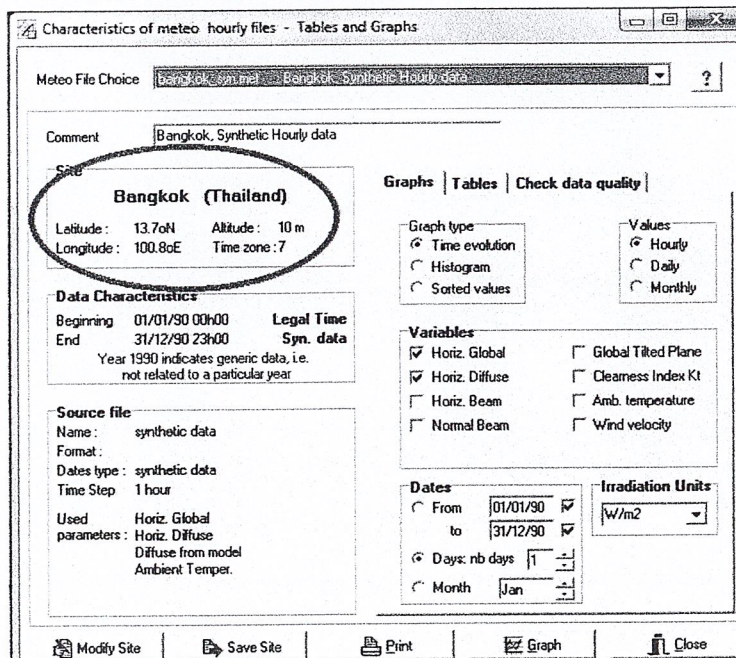 Characteristics of meteo hourly files - Tables and Graphs
Meteo File Choice bangkok_syn.met Bangkok, Synthetic Hourly data ?
Comment Bangkok, Synthetic Hourly data
Site
Bangkok (Thailand)
Latitude : 13.7oN Altitude : 10 m
Longitude : 100.8oE Time zone : 7
Data Characteristics
Beginning 01/01/90 00h00 Legal Time
End 31/12/90 23h00 Syn. data
Year 1990 indicates generic data, i.e.
not related to a particular year
Source file
Name : synthetic data
Format :
Dates type : synthetic data
Time Step 1 hour
Used Horiz. Global
parameters : Horiz. Diffuse
Diffuse from model
Ambient Temper.
Graphs Tables Check data quality
Graph type
Time evolution
Histogram
Sorted values
Values
Hourly
Daily
Monthly
Variables
Horiz. Global Global Tilted Plane
Horiz. Diffuse Clearness Index Kt
Horiz. Beam Amb. temperature
Normal Beam Wind velocity
Dates
From 01/01/90
to 31/12/90
Days: nb days 1
Month Jan
Irradiation Units
W/m2
Modify Site Save Site Print Graph Close